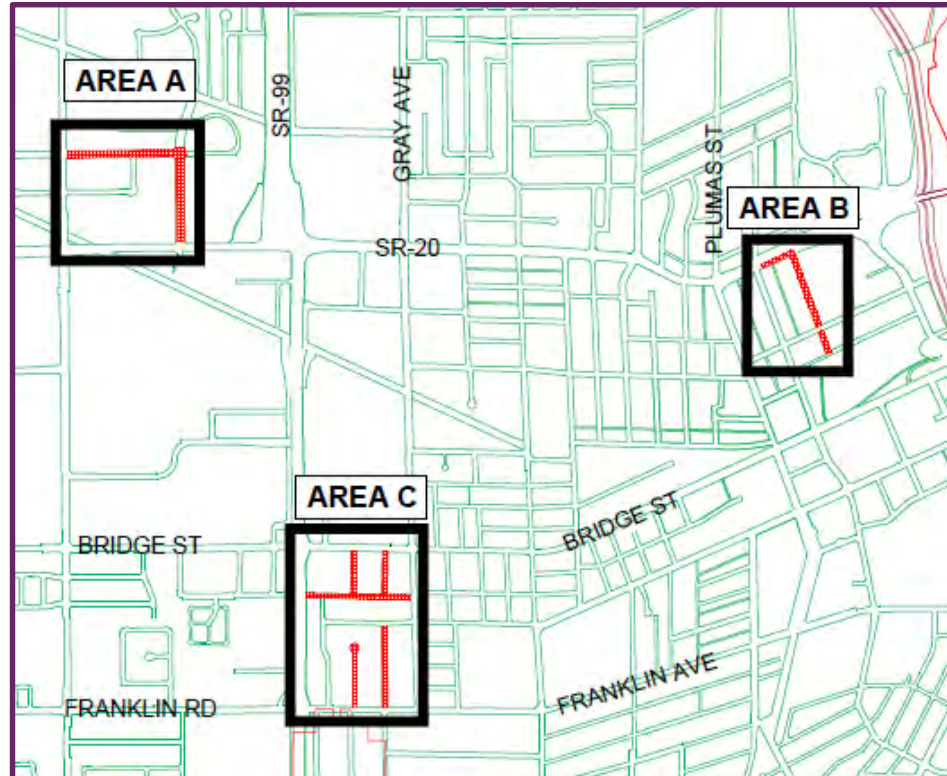 AREA A
SR-99
GRAY AVE
PLUMAS ST
AREA B
SR-20
AREA C
BRIDGE ST
BRIDGE ST
FRANKLIN AVE
FRANKLIN RD